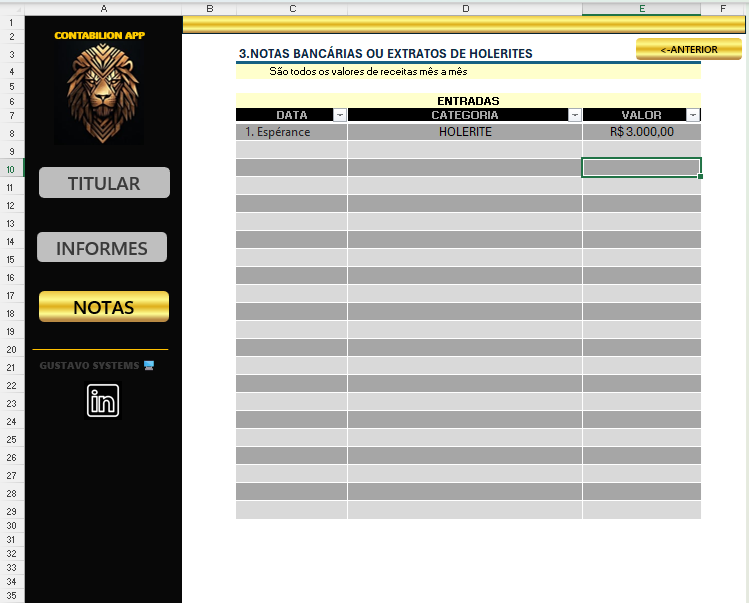 A B C D E F
1
2
3
4
5
6
7
8
9
10
11
12
13
14
15
16
17
18
19
20
21
22
23
24
25
26
27
28
29
30
31
32
33
34
35
CONTABILION APP
TITULAR
INFORMES
NOTAS
GUSTAVO SYSTEMS
in
<-ANTERIOR
3.NOTAS BANCÁRIAS OU EXTRATOS DE HOLERITES
São todos os valores de receitas mês a mês
ENTRADAS
DATA CATEGORIA VALOR
1. Espérance HOLERITE R$ 3.000,00